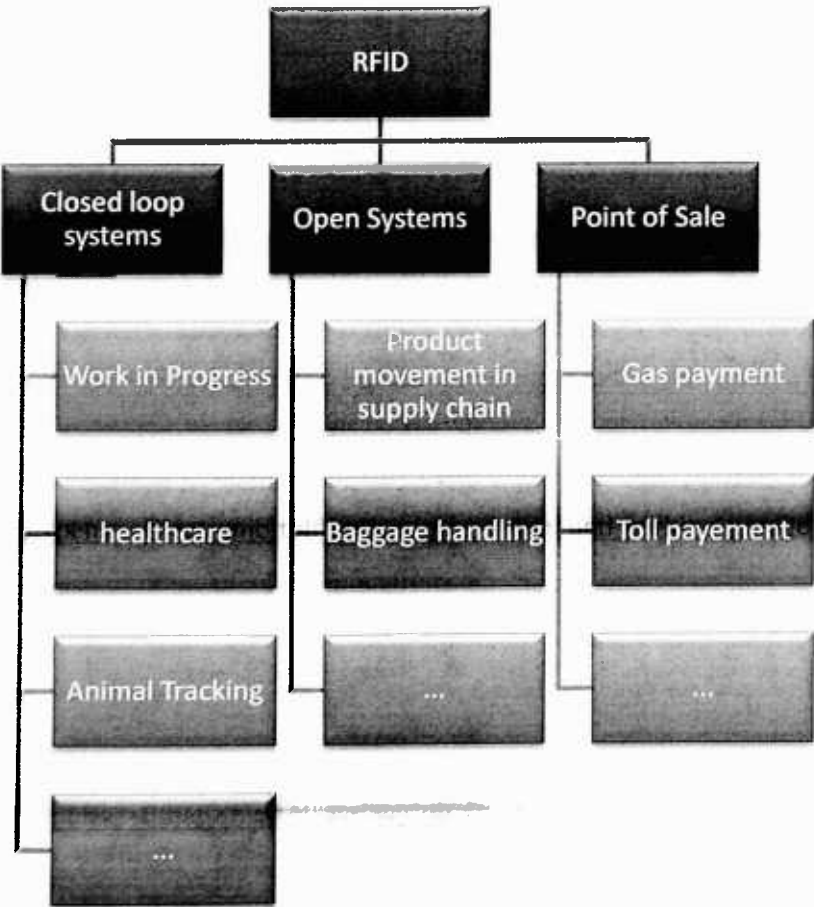 RFID
Closed loop
systems
Work in Progress
healthcare
Animal Tracking
...
Open Systems
Product
movement in
supply chain
Baggage handling
...
Point of Sale
Gas payment
Toll payement
...